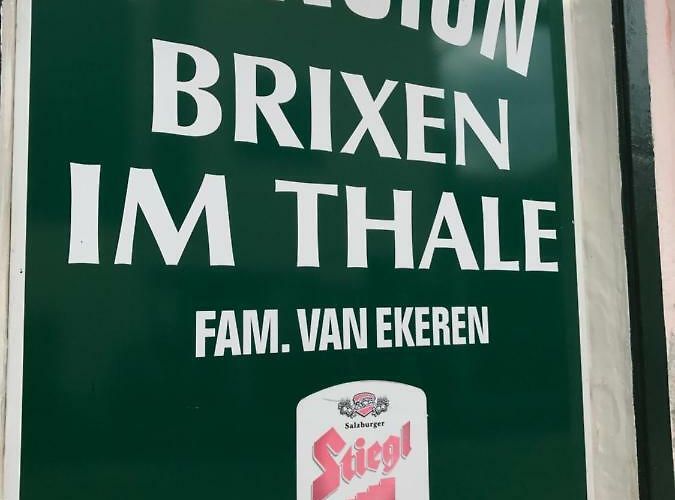 BRIXEN
IM THALE
FAM. VAN EKEREN
Salzburger
Stiegl